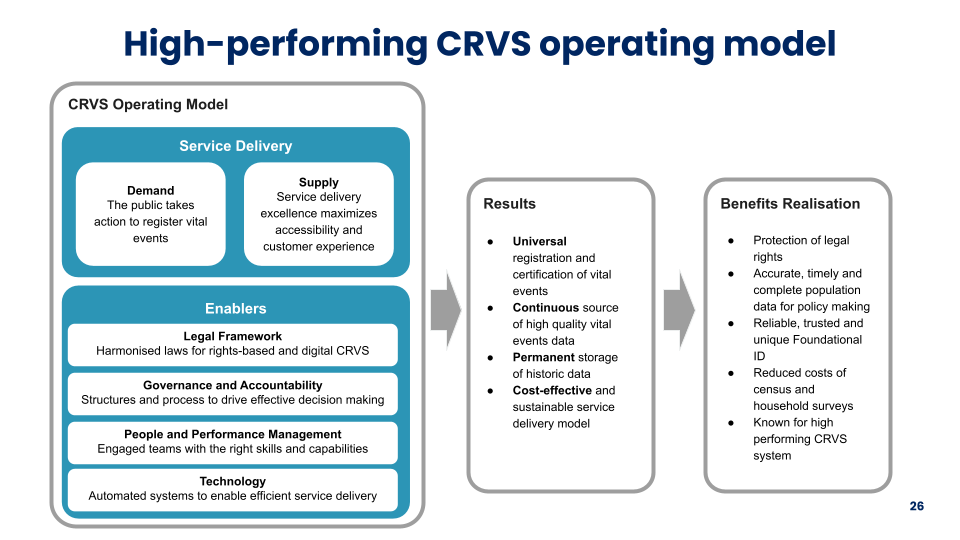 High-performing CRVS operating model
CRVS Operating Model
Service Delivery
Demand
The public takes
action to register vital
events
Supply
Service delivery
excellence maximizes
accessibility and
customer experience
Enablers
Legal Framework
Harmonised laws for rights-based and digital CRVS
Governance and Accountability
Structures and process to drive effective decision making
People and Performance Management
Engaged teams with the right skills and capabilities
Technology
Automated systems to enable efficient service delivery
Results
● Universal
registration and
certification of vital
events
● Continuous source
of high quality vital
events data
● Permanent storage
of historic data
● Cost-effective and
sustainable service
delivery model
Benefits Realisation
● Protection of legal
rights
● Accurate, timely and
complete population
data for policy making
● Reliable, trusted and
unique Foundational
ID
● Reduced costs of
census and
household surveys
● Known for high
performing CRVS
system
26